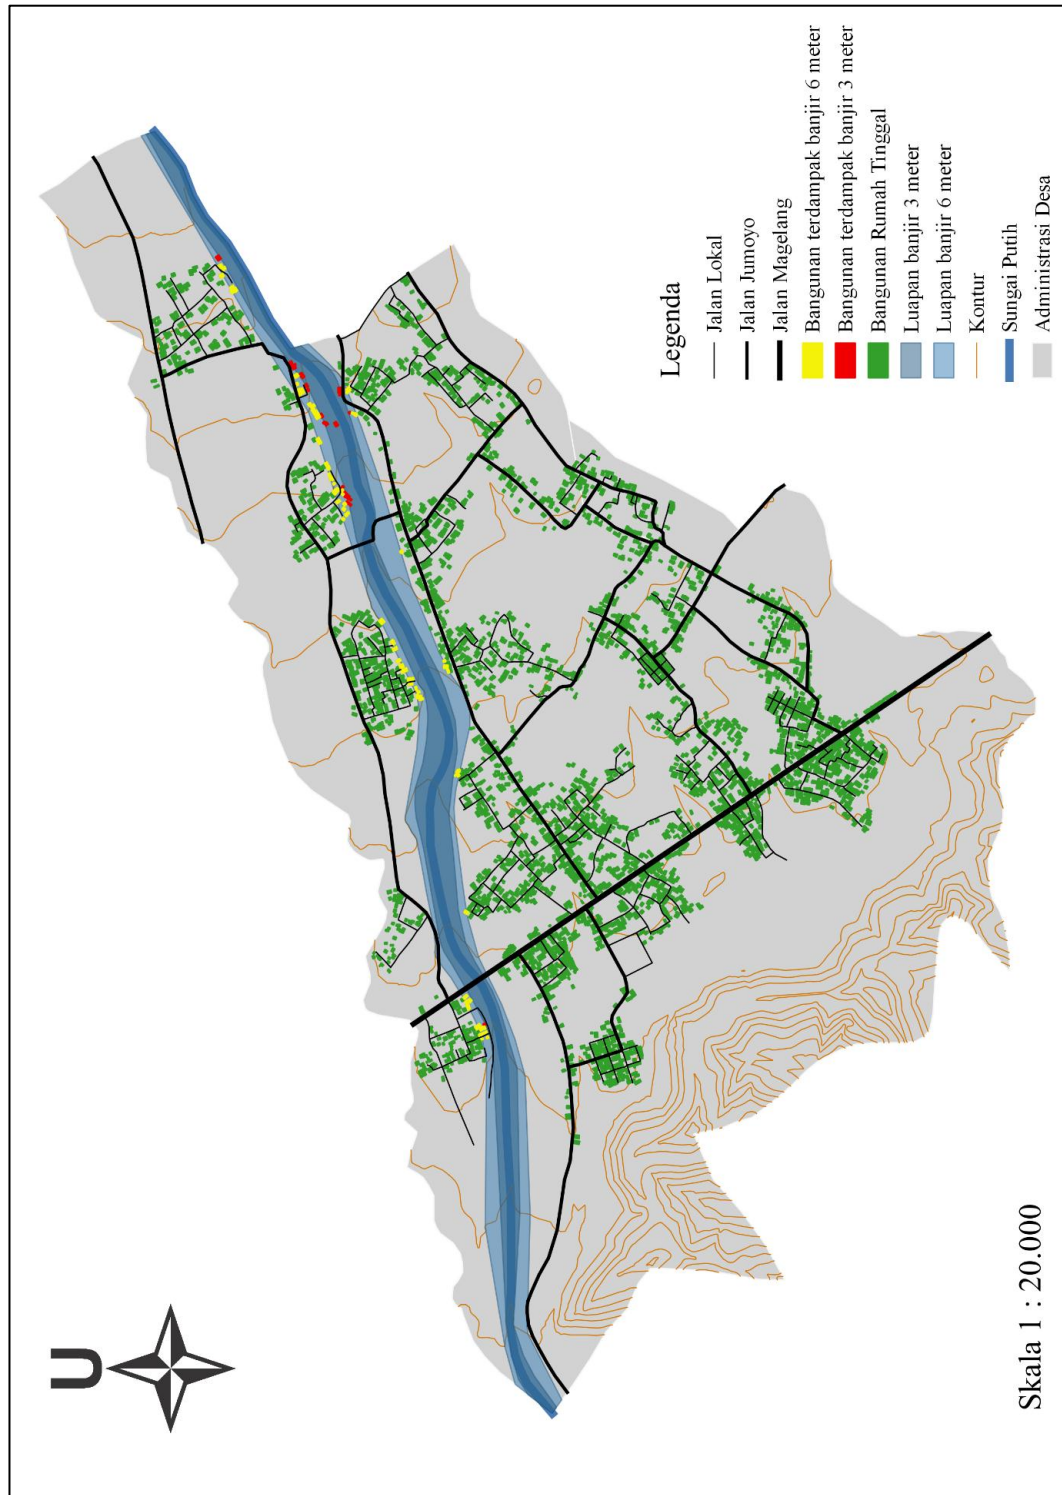 U
Legenda
Jalan Lokal
Jalan Jumoyo
Jalan Magelang
Bangunan terdampak banjir 6 meter
Bangunan terdampak banjir 3 meter
Bangunan Rumah Tinggal
Luapan banjir 3 meter
Luapan banjir 6 meter
Kontur
Sungai Putih
Administrasi Desa
Skala 1 : 20.000